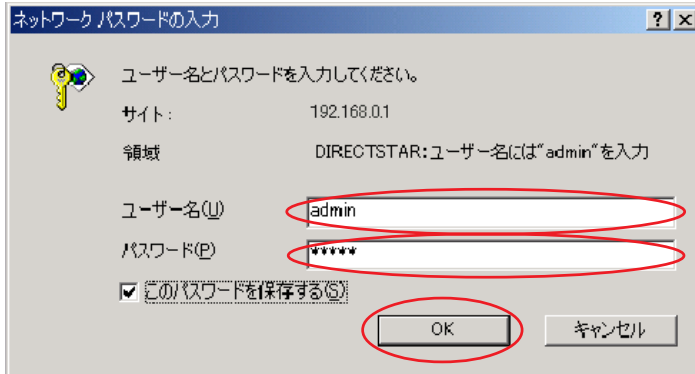 ネットワーク パスワードの入力
ユーザー名とパスワードを入力してください。
サイト: 192.168.0.1
領域 DIRECTSTAR:ユーザー名には"admin"を入力
ユーザー名(U) admin
パスワード(P) *****
このパスワードを保存する(S)
OK キャンセル